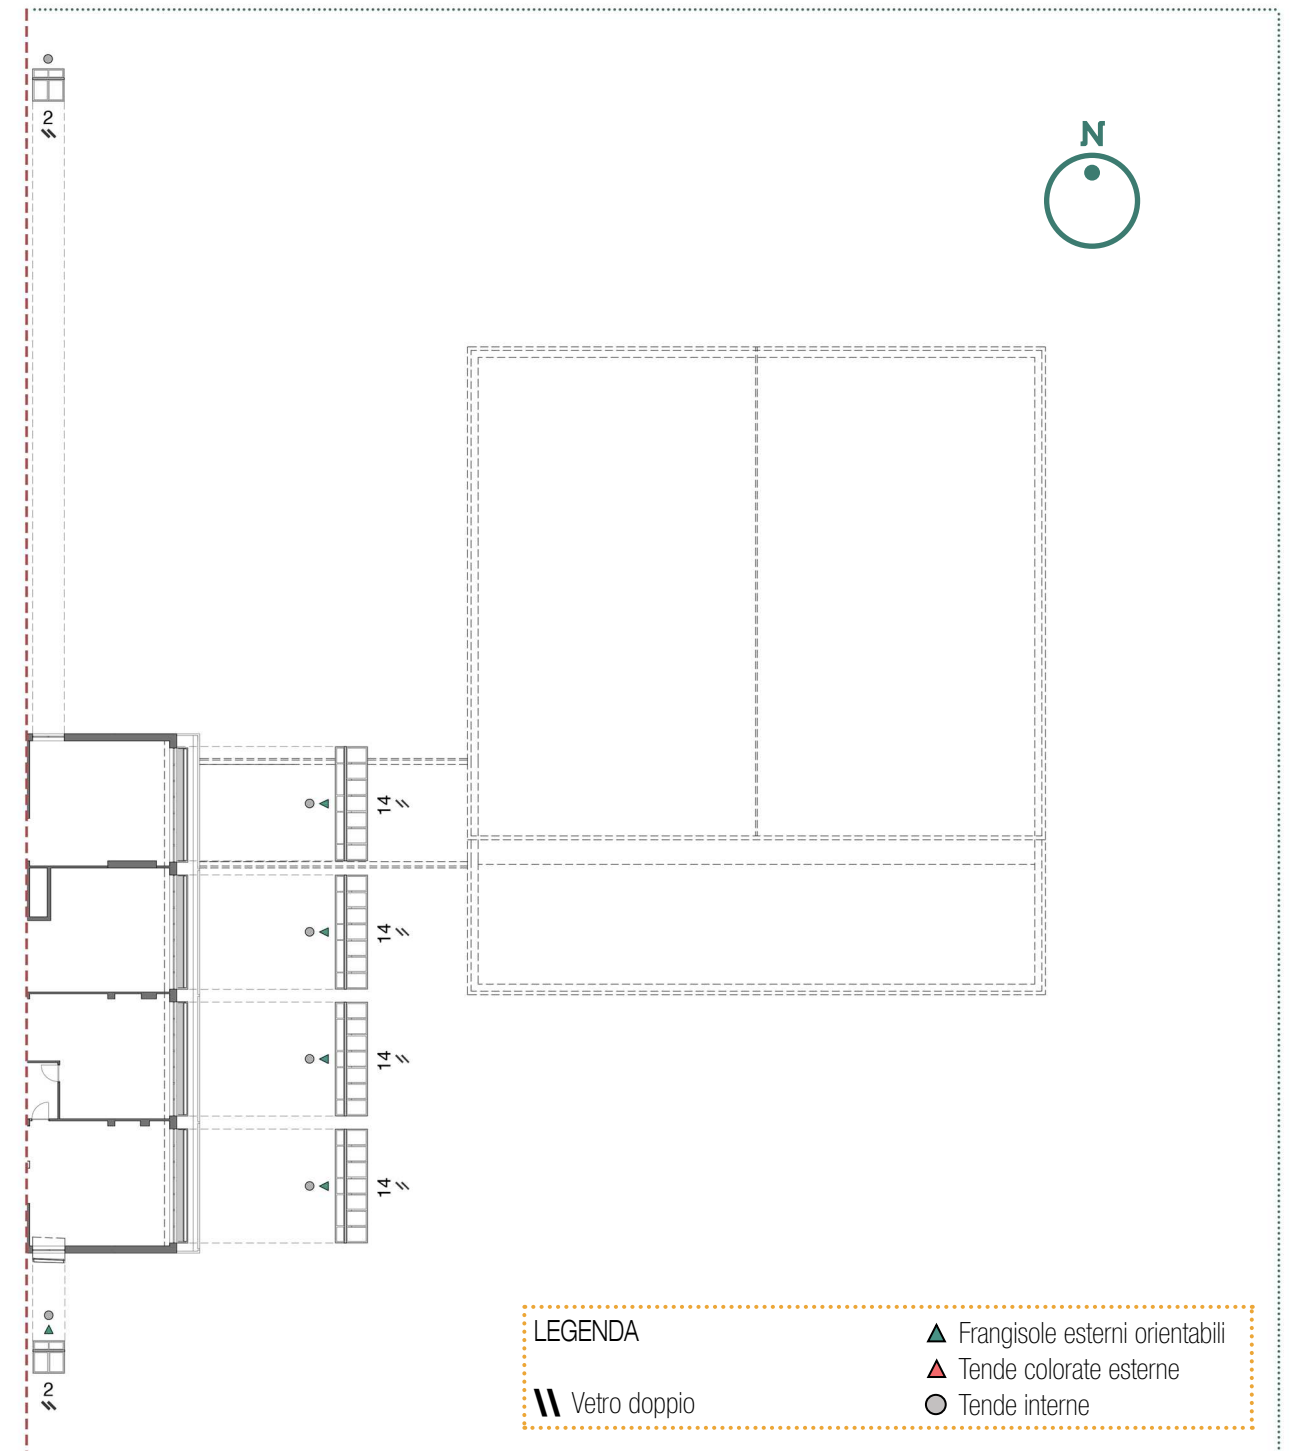 2
N
14
14
14
14
2
LEGENDA
Vetro doppio
Frangisole esterni orientabili
Tende colorate esterne
Tende interne